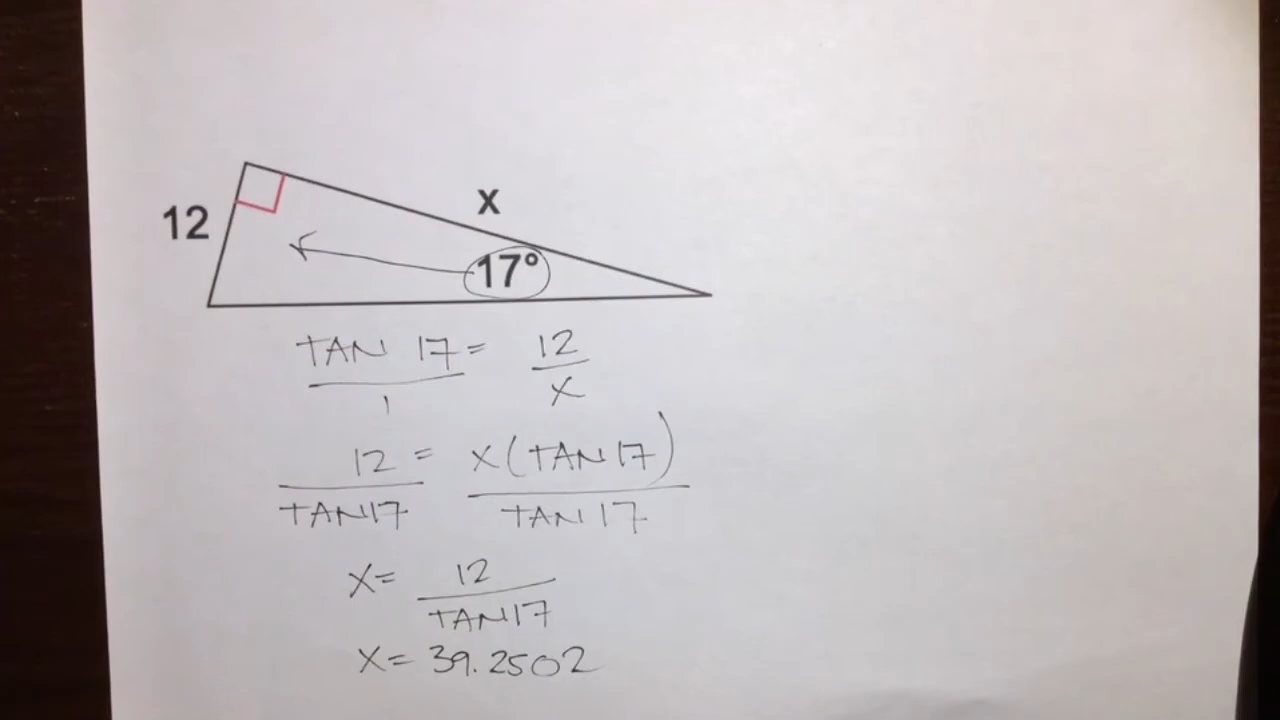 x
12
17°
TAN 17 = 12
1 x
12 = x(TAN 17)
TAN17 TAN 17
x= 12
TAN17
x= 39.2502